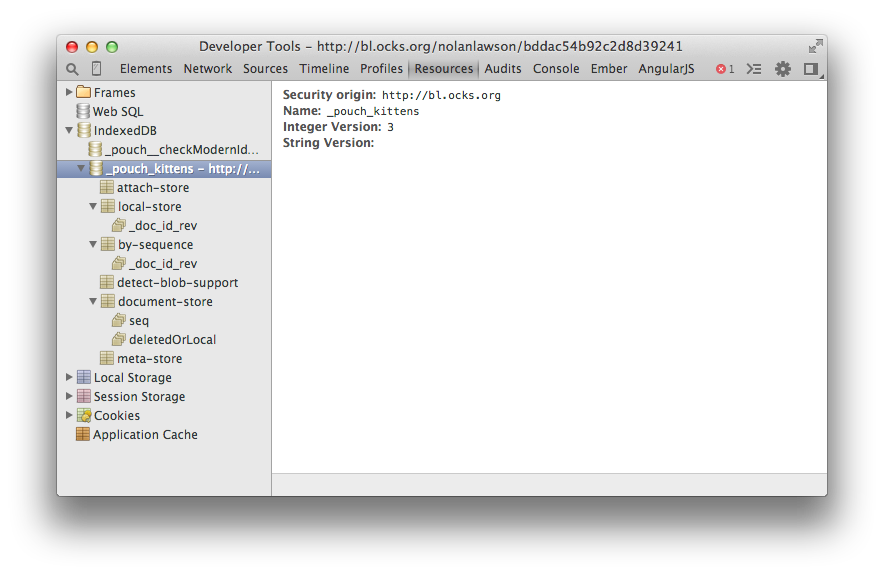 Developer Tools – http://bl.ocks.org/nolanlawson/bddac54b92c2d8d39241
Elements Network Sources Timeline Profiles Resources Audits Console Ember AngularJS 1
Frames
Web SQL
IndexedDB
_pouch__checkModernId...
_pouch_kittens – http://...
attach-store
local-store
_doc_id_rev
by-sequence
_doc_id_rev
detect-blob-support
document-store
seq
deletedOrLocal
meta-store
Local Storage
Session Storage
Cookies
Application Cache
Security origin: http://bl.ocks.org
Name: _pouch_kittens
Integer Version: 3
String Version: